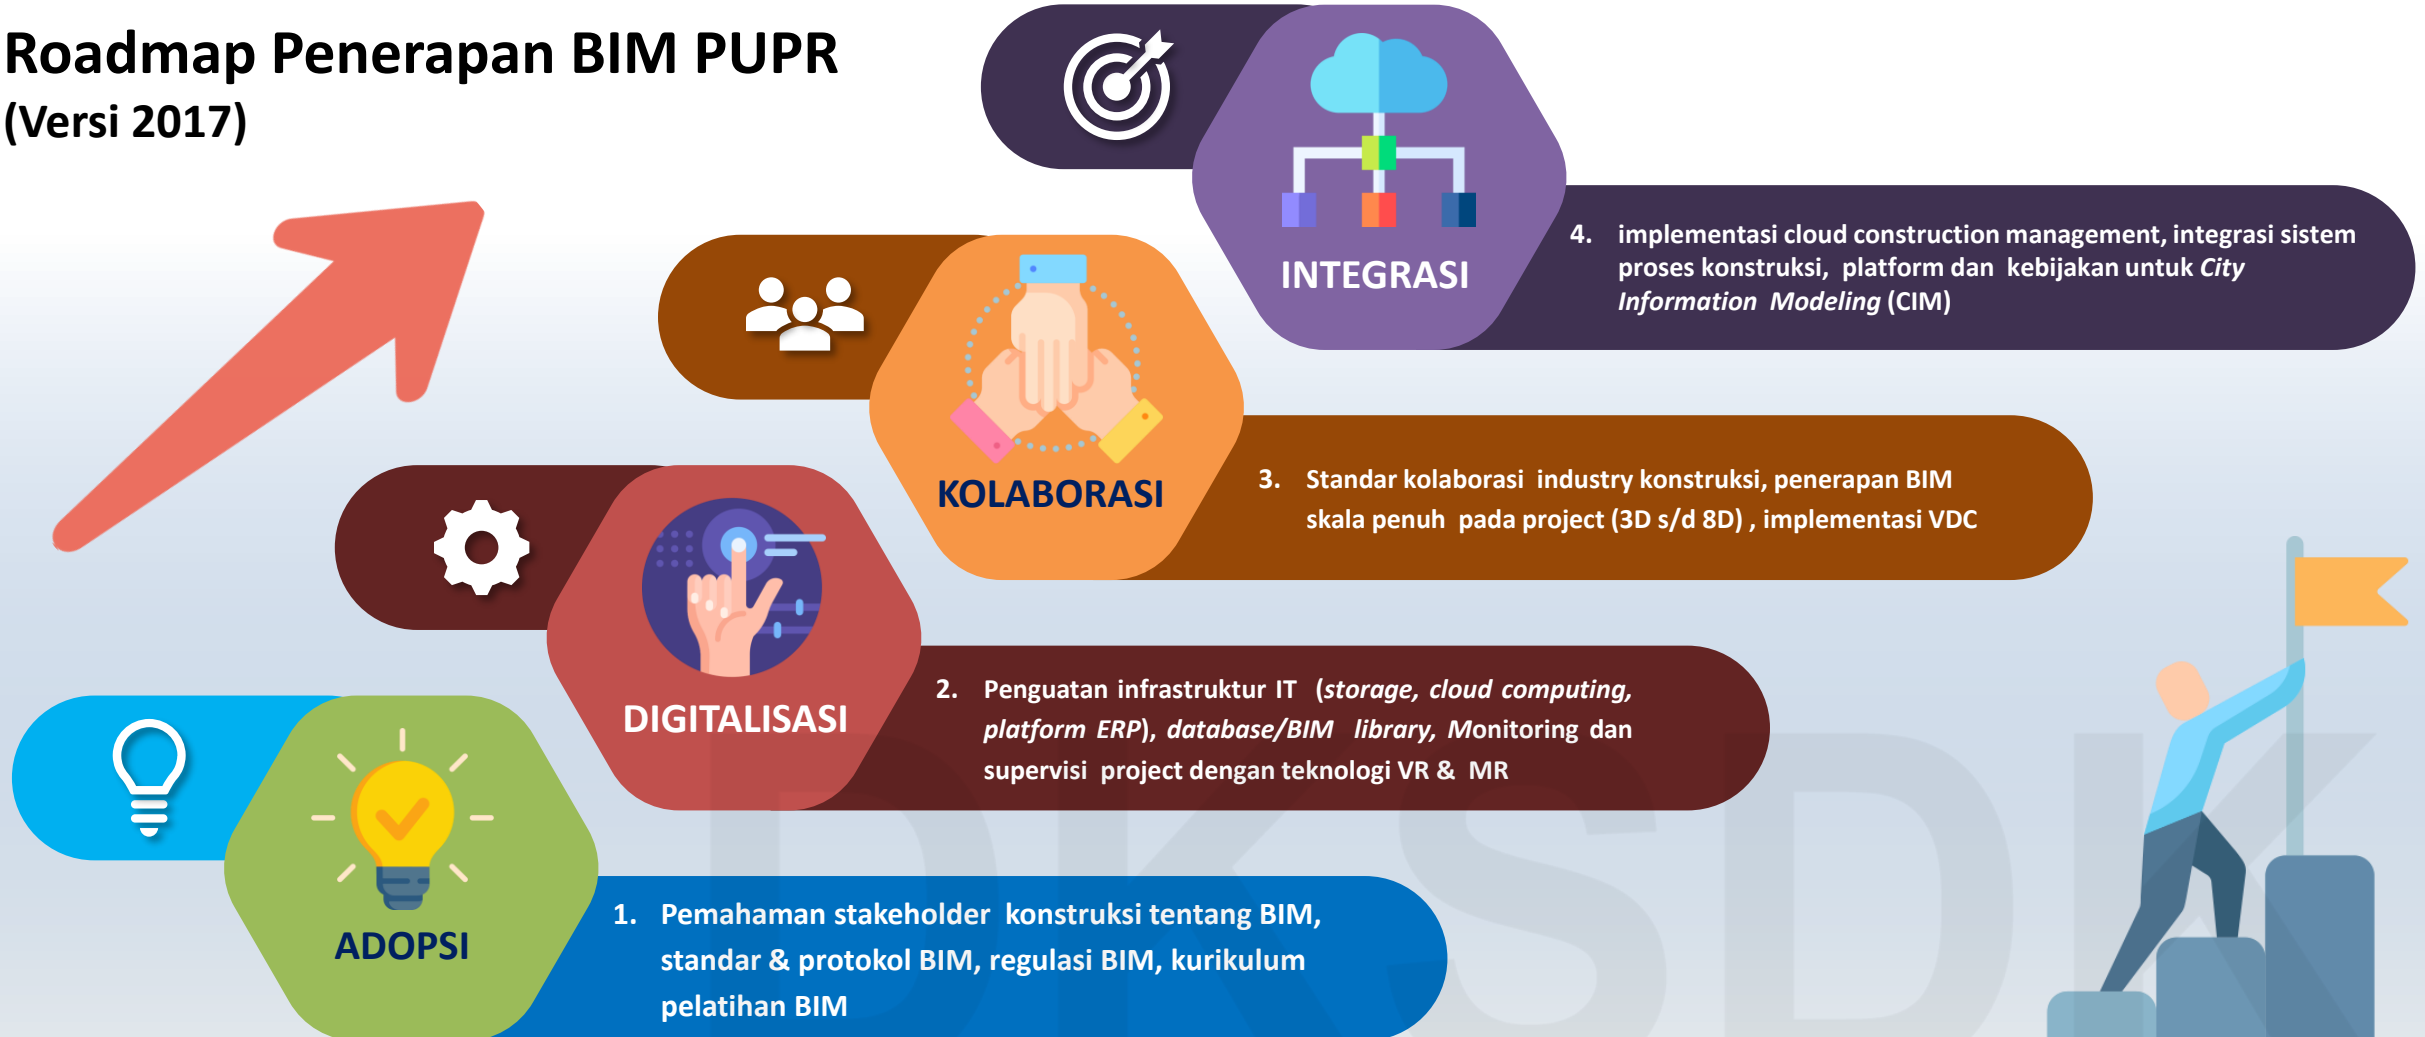 Roadmap Penerapan BIM PUPR
(Versi 2017)
INTEGRASI
4. implementasi cloud construction management, integrasi sistem
proses konstruksi, platform dan kebijakan untuk City
Information Modeling (CIM)
KOLABORASI
3. Standar kolaborasi industry konstruksi, penerapan BIM
skala penuh pada project (3D s/d 8D) , implementasi VDC
DIGITALISASI
2. Penguatan infrastruktur IT (storage, cloud computing,
platform ERP), database/BIM library, Monitoring dan
supervisi project dengan teknologi VR & MR
ADOPSI
1. Pemahaman stakeholder konstruksi tentang BIM,
standar & protokol BIM, regulasi BIM, kurikulum
pelatihan BIM
DKSDK